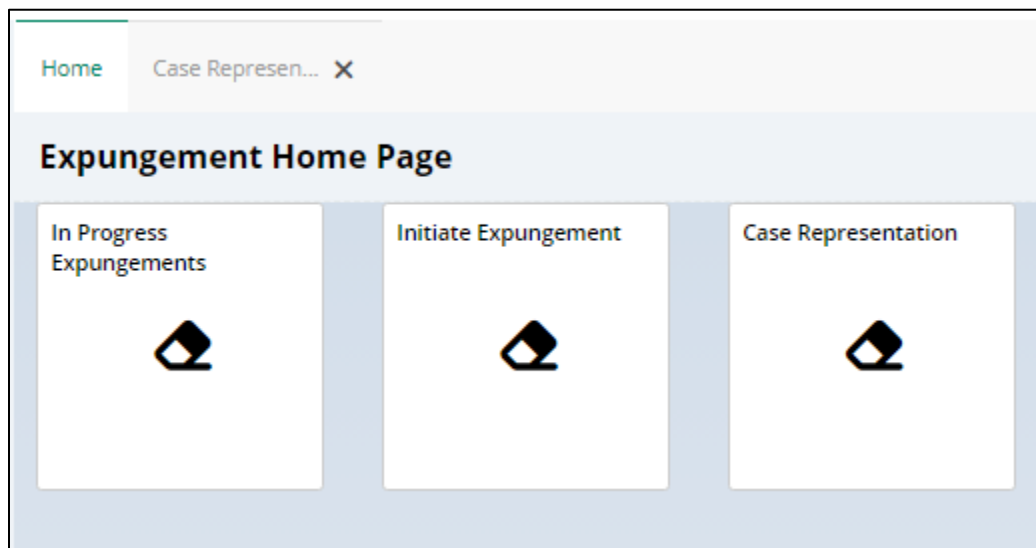 Home
Case Represen...
Expungement Home Page
In Progress
Expungements
Initiate Expungement
Case Representation